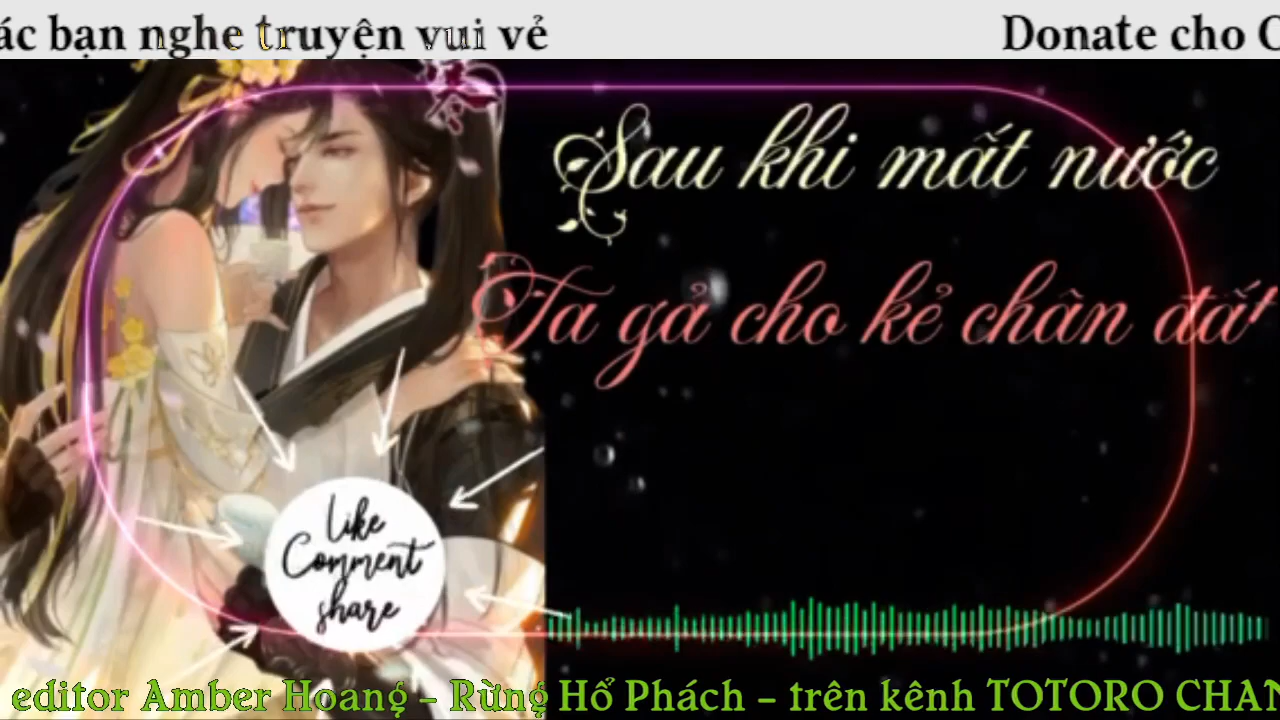 ác bạn nghe truyện vui vẻ Donate cho C
Sau khi mất nước
Ta gả cho kẻ chân đất
like
Comment
share
editor Amber Hoang – Rừng Hổ Phách – trên kênh TOTORO CHAN